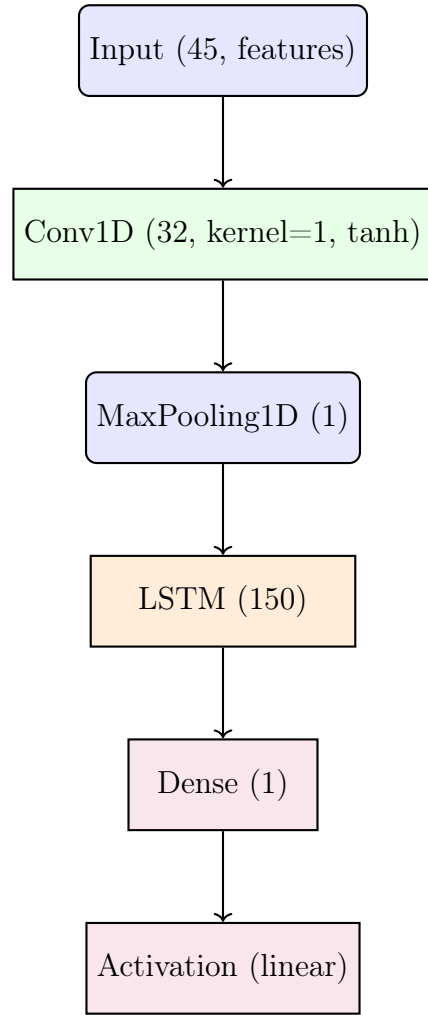 Input (45, features)
Conv1D (32, kernel=1, tanh)
MaxPooling1D (1)
LSTM (150)
Dense (1)
Activation (linear)